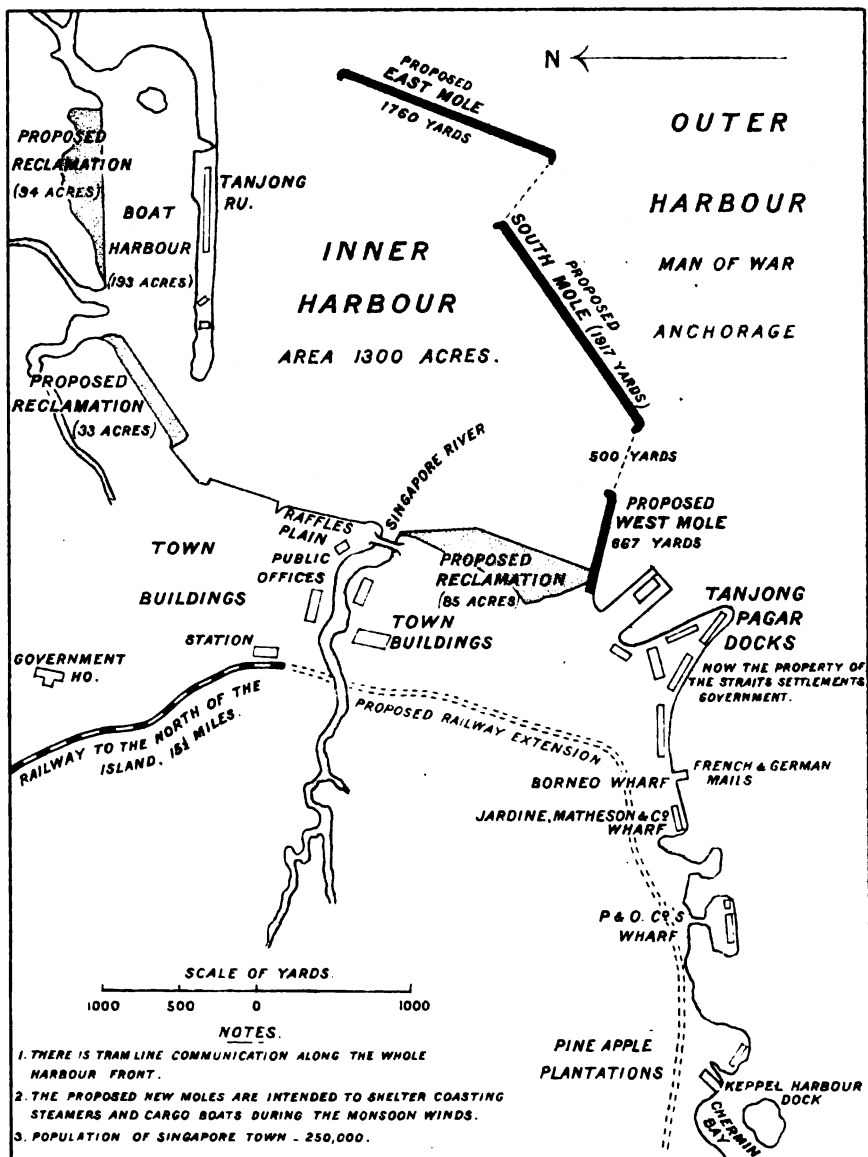 N
PROPOSED
EAST MOLE
1760 YARDS
OUTER
HARBOUR
MAN OF WAR
ANCHORAGE
PROPOSED
RECLAMATION
(94 ACRES)
BOAT
HARBOUR
(193 ACRES)
TANJONG
RU.
INNER
HARBOUR
AREA 1300 ACRES.
PROPOSED
SOUTH MOLE (1917 YARDS)
PROPOSED
RECLAMATION
(33 ACRES)
500 YARDS
SINGAPORE RIVER
PROPOSED
WEST MOLE
667 YARDS
RAFFLES
PLAIN
PUBLIC
OFFICES
TOWN
BUILDINGS
PROPOSED
RECLAMATION
(85 ACRES)
TOWN
BUILDINGS
TANJONG
PAGAR
DOCKS
NOW THE PROPERTY OF
THE STRAITS SETTLEMENTS
GOVERNMENT.
STATION
GOVERNMENT
HO.
RAILWAY TO THE NORTH OF THE
ISLAND, 15½ MILES.
PROPOSED RAILWAY EXTENSION
BORNEO WHARF
FRENCH & GERMAN
MAILS
JARDINE, MATHESON & Co
WHARF
P & O. Co's
WHARF
SCALE OF YARDS.
1000 500 0 1000
NOTES.
1. THERE IS TRAM LINE COMMUNICATION ALONG THE WHOLE
HARBOUR FRONT.
2. THE PROPOSED NEW MOLES ARE INTENDED TO SHELTER COASTING
STEAMERS AND CARGO BOATS DURING THE MONSOON WINDS.
3. POPULATION OF SINGAPORE TOWN - 250,000.
PINE APPLE
PLANTATIONS
KEPPEL HARBOUR
DOCK
CHERMIN
BAY